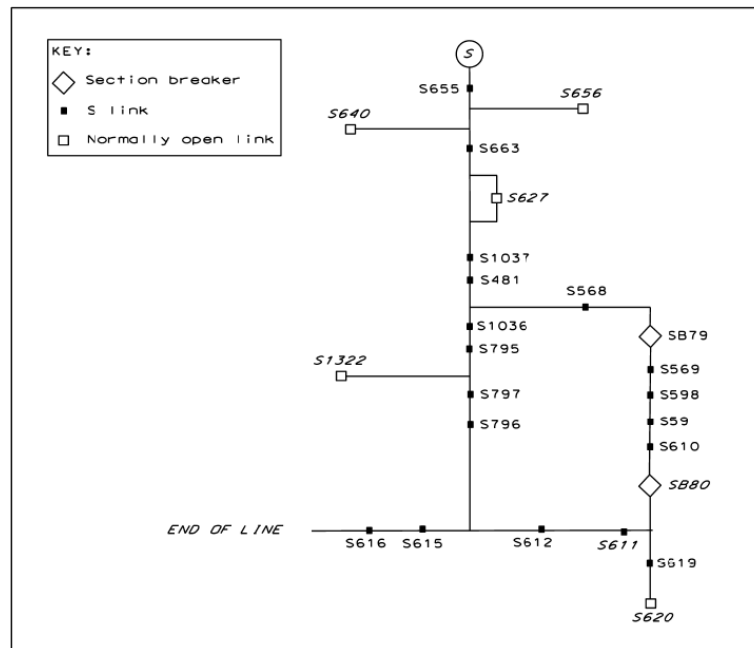 KEY:
Section breaker
S link
Normally open link
S
S655
S656
S640
S663
S627
S1037
S481
S568
S1036
SB79
S795
S1322
S569
S797
S598
S59
S796
S610
SB80
END OF LINE
S616
S615
S612
S611
S619
S620